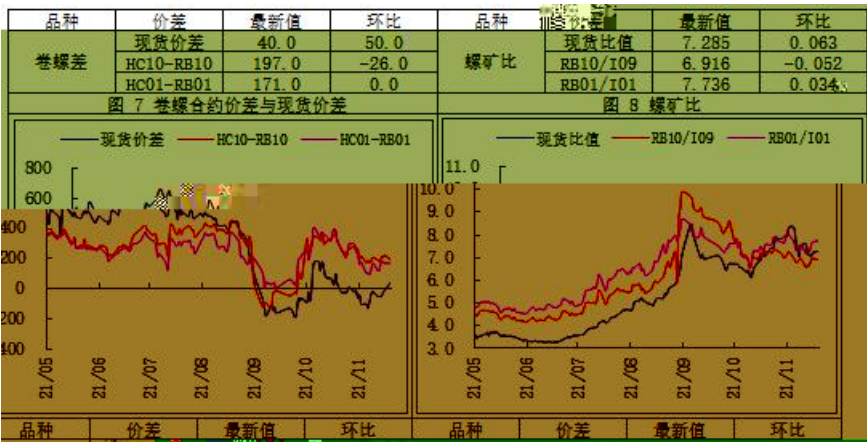 品种 价差 最新值 环比 品种 价差 最新值 环比
卷螺差 现货价差 40.0 50.0 螺矿比 现货比值 7.285 0.063
HC10-RB10 197.0 -26.0 RB10/I09 6.916 -0.052
HC01-RB01 171.0 0.0 RB01/I01 7.736 0.034
图 7 卷螺合约价差与现货价差 图 8 螺矿比
现货价差 HC10-RB10 HC01-RB01 现货比值 RB10/I09 RB01/I01
800 11.0
600 10.0
400 9.0
200 8.0
0 7.0
200 6.0
400 5.0
4.0
3.0
21/05 21/06 21/07 21/08 21/09 21/10 21/11 21/05 21/06 21/07 21/08 21/09 21/10 21/11
品种 价差 最新值 环比 品种 价差 最新值 环比